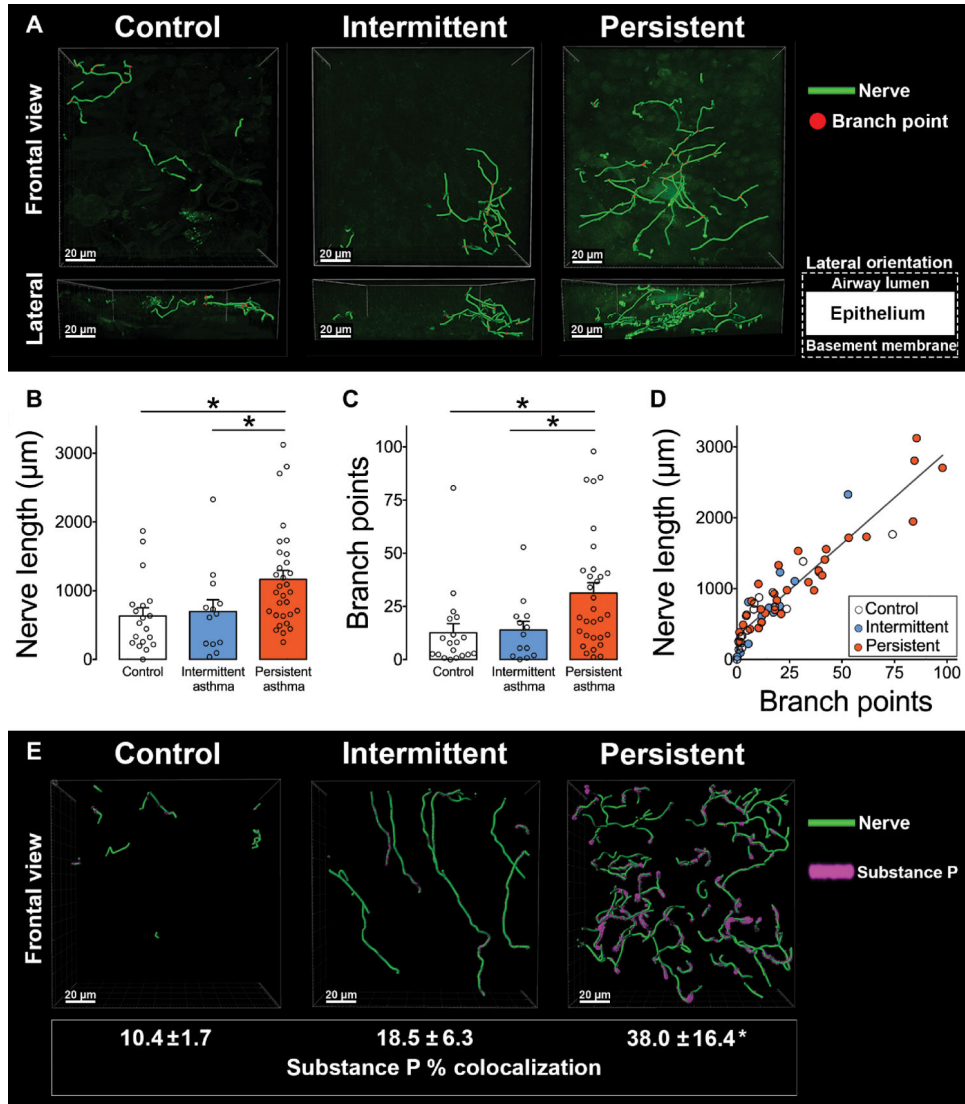 A
Control
Intermittent
Persistent
Frontal view
Nerve
Branch point
20 µm
20 µm
20 µm
Lateral
20 µm
20 µm
20 µm
Lateral orientation
Airway lumen
Epithelium
Basement membrane
B
Nerve length (µm)
3000
2000
1000
0
*
*
Control
Intermittent
asthma
Persistent
asthma
C
Branch points
100
75
50
25
0
*
*
Control
Intermittent
asthma
Persistent
asthma
D
Nerve length (µm)
3000
2000
1000
0
0
25
50
75
100
Branch points
Control
Intermittent
Persistent
E
Control
Intermittent
Persistent
Frontal view
Nerve
Substance P
20 µm
20 µm
20 µm
10.4±1.7
18.5±6.3
38.0 ±16.4*
Substance P % colocalization